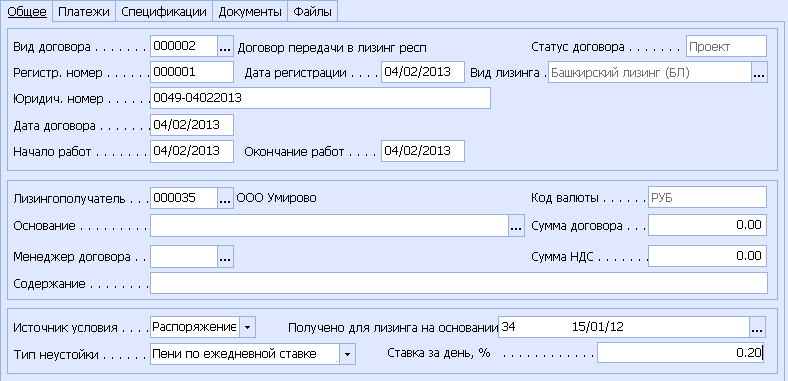 Общее Платежи Спецификации Документы Файлы
Вид договора . . . . . . . 000002 ... Договор передачи в лизинг респ Статус договора . . . . . . . Проект
Регистр. номер . . . . . 000001 Дата регистрации . . . . 04/02/2013 Вид лизинга . Башкирский лизинг (БЛ) ...
Юридич. номер . . . . . 0049-04022013
Дата договора . . . . . . 04/02/2013
Начало работ . . . . . . . 04/02/2013 Окончание работ . . . . 04/02/2013
Лизингополучатель . . . 000035 ... ООО Умирово Код валюты . . . . . . РУБ
Основание . . . . . . . . . ... Сумма договора . . . 0.00
Менеджер договора . . ... Сумма НДС . . . . . . . 0.00
Содержание . . . . . . . .
Источник условия . . . . Распоряжение Получено для лизинга на основании 34 15/01/12 ...
Тип неустойки . . . . . . Пени по ежедневной ставке Ставка за день, % . . . . . . . . . . . . 0.20